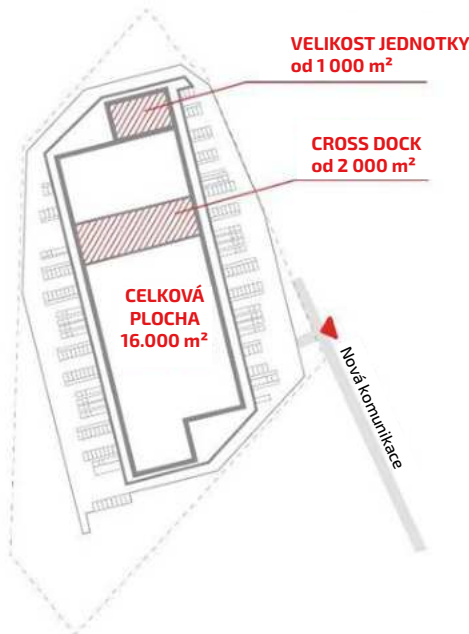 VELIKOST JEDNOTKY
od 1 000 m²
CROSS DOCK
od 2 000 m²
CELKOVÁ
PLOCHA
16.000 m²
Nová komunikace